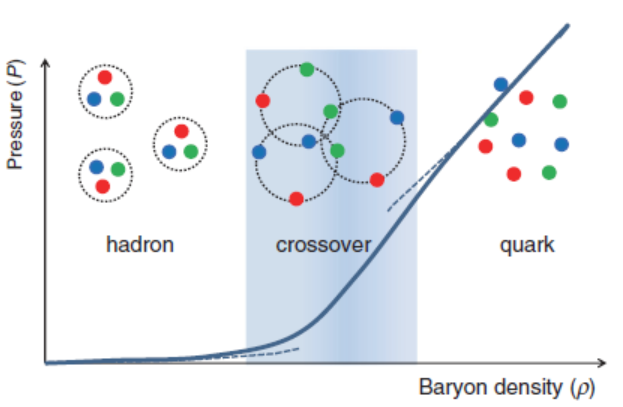 Pressure (P)
hadron
crossover
quark
Baryon density (ρ)